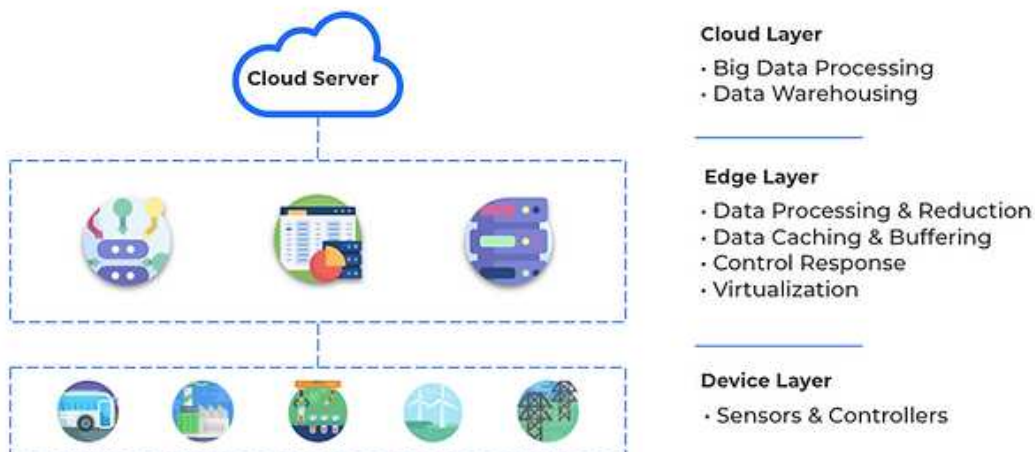 Cloud Server
Cloud Layer
· Big Data Processing
· Data Warehousing
Edge Layer
· Data Processing & Reduction
· Data Caching & Buffering
· Control Response
· Virtualization
Device Layer
· Sensors & Controllers